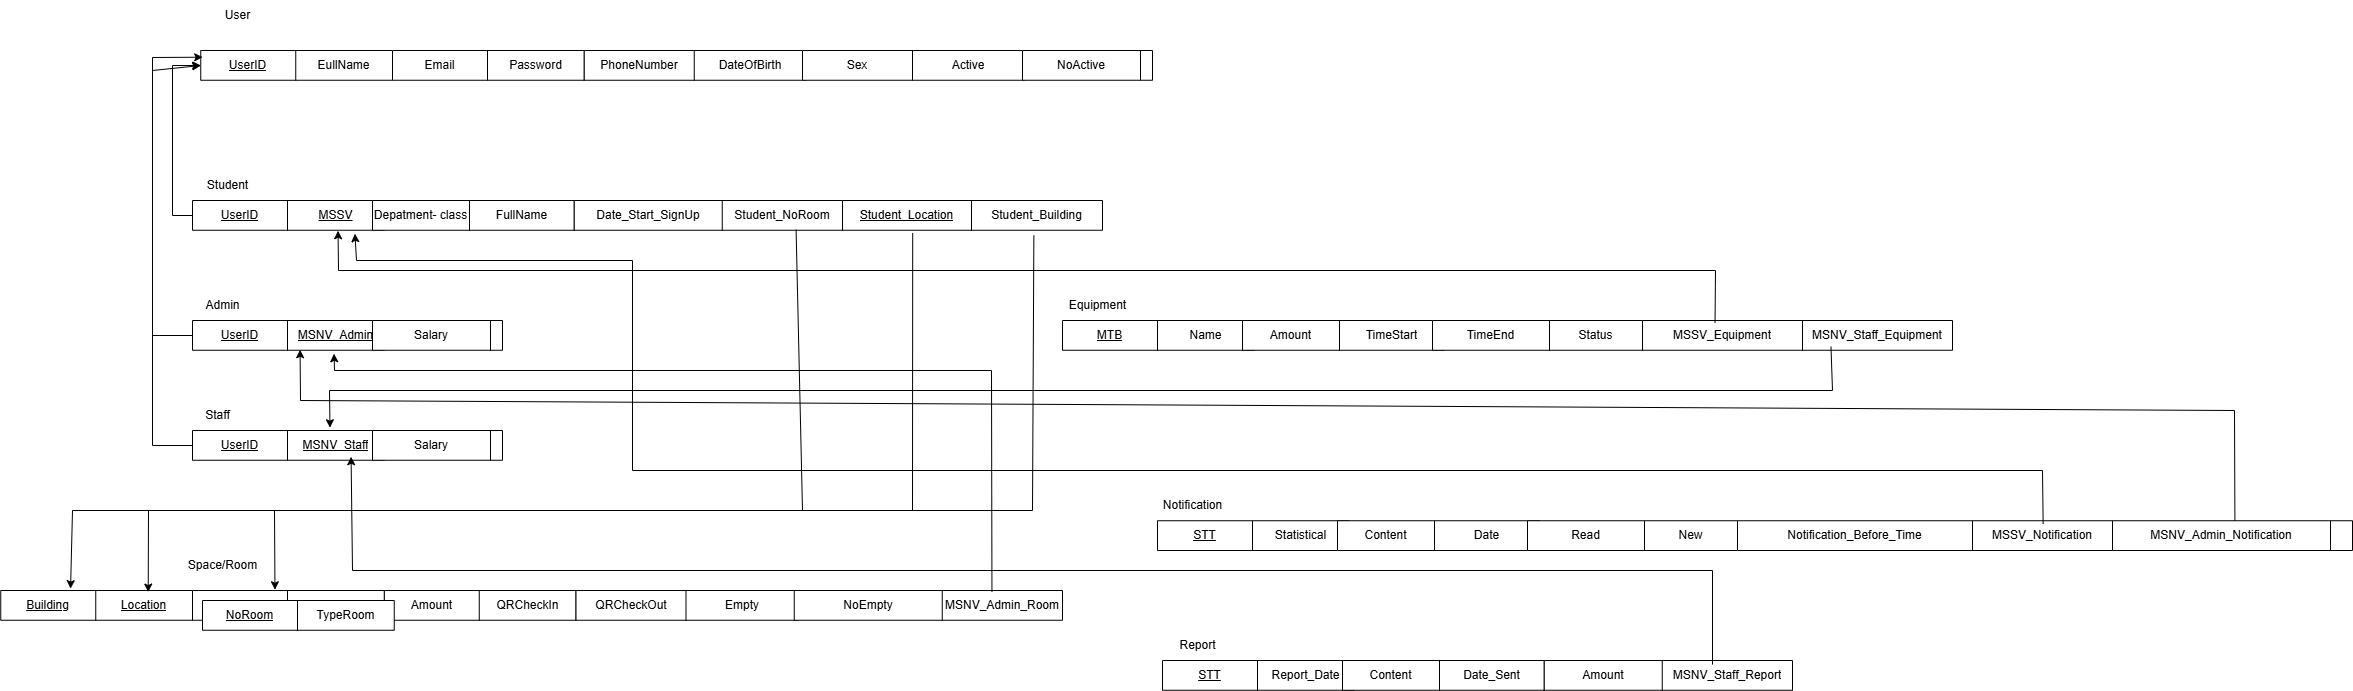 User
UserID EullName Email Password PhoneNumber DateOfBirth Sex Active NoActive
Student
UserID MSSV Depatment- class FullName Date_Start_SignUp Student_NoRoom Student_Location Student_Building
Admin
UserID MSNV_Admin Salary
Equipment
MTB Name Amount TimeStart TimeEnd Status MSSV_Equipment MSNV_Staff_Equipment
Staff
UserID MSNV_Staff Salary
Notification
STT Statistical Content Date Read New Notification_Before_Time MSSV_Notification MSNV_Admin_Notification
Space/Room
Building Location NoRoom TypeRoom Amount QRCheckIn QRCheckOut Empty NoEmpty MSNV_Admin_Room
Report
STT Report_Date Content Date_Sent Amount MSNV_Staff_Report